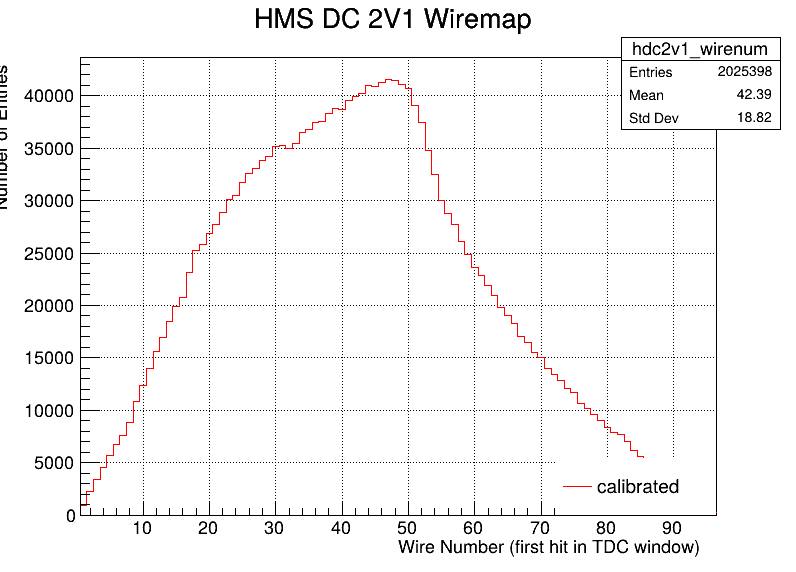 HMS DC 2V1 Wiremap
hdc2v1_wirenum
Entries 2025398
Mean 42.39
Std Dev 18.82
Number of Entries
40000
35000
30000
25000
20000
15000
10000
5000
0
calibrated
10 20 30 40 50 60 70 80 90
Wire Number (first hit in TDC window)